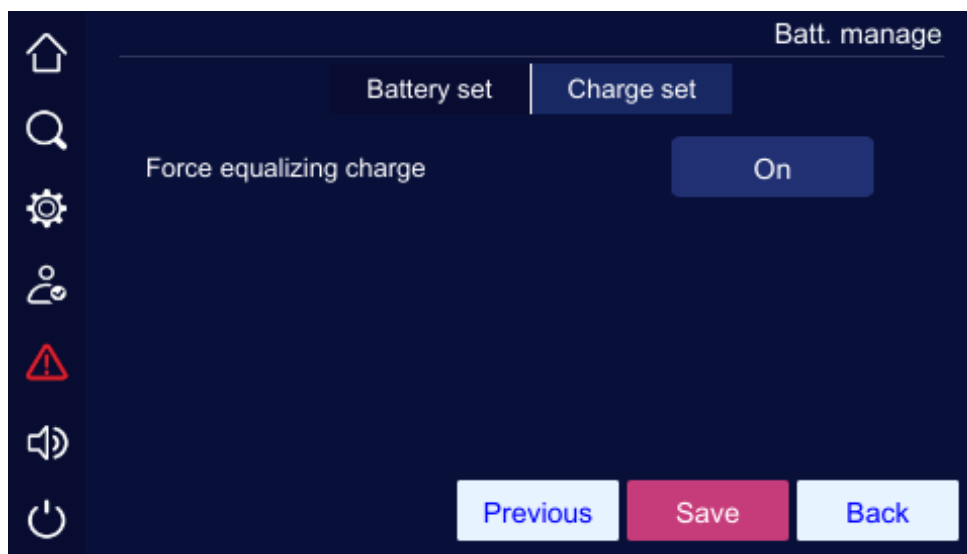 Batt. manage
Battery set Charge set
Force equalizing charge On
Previous Save Back